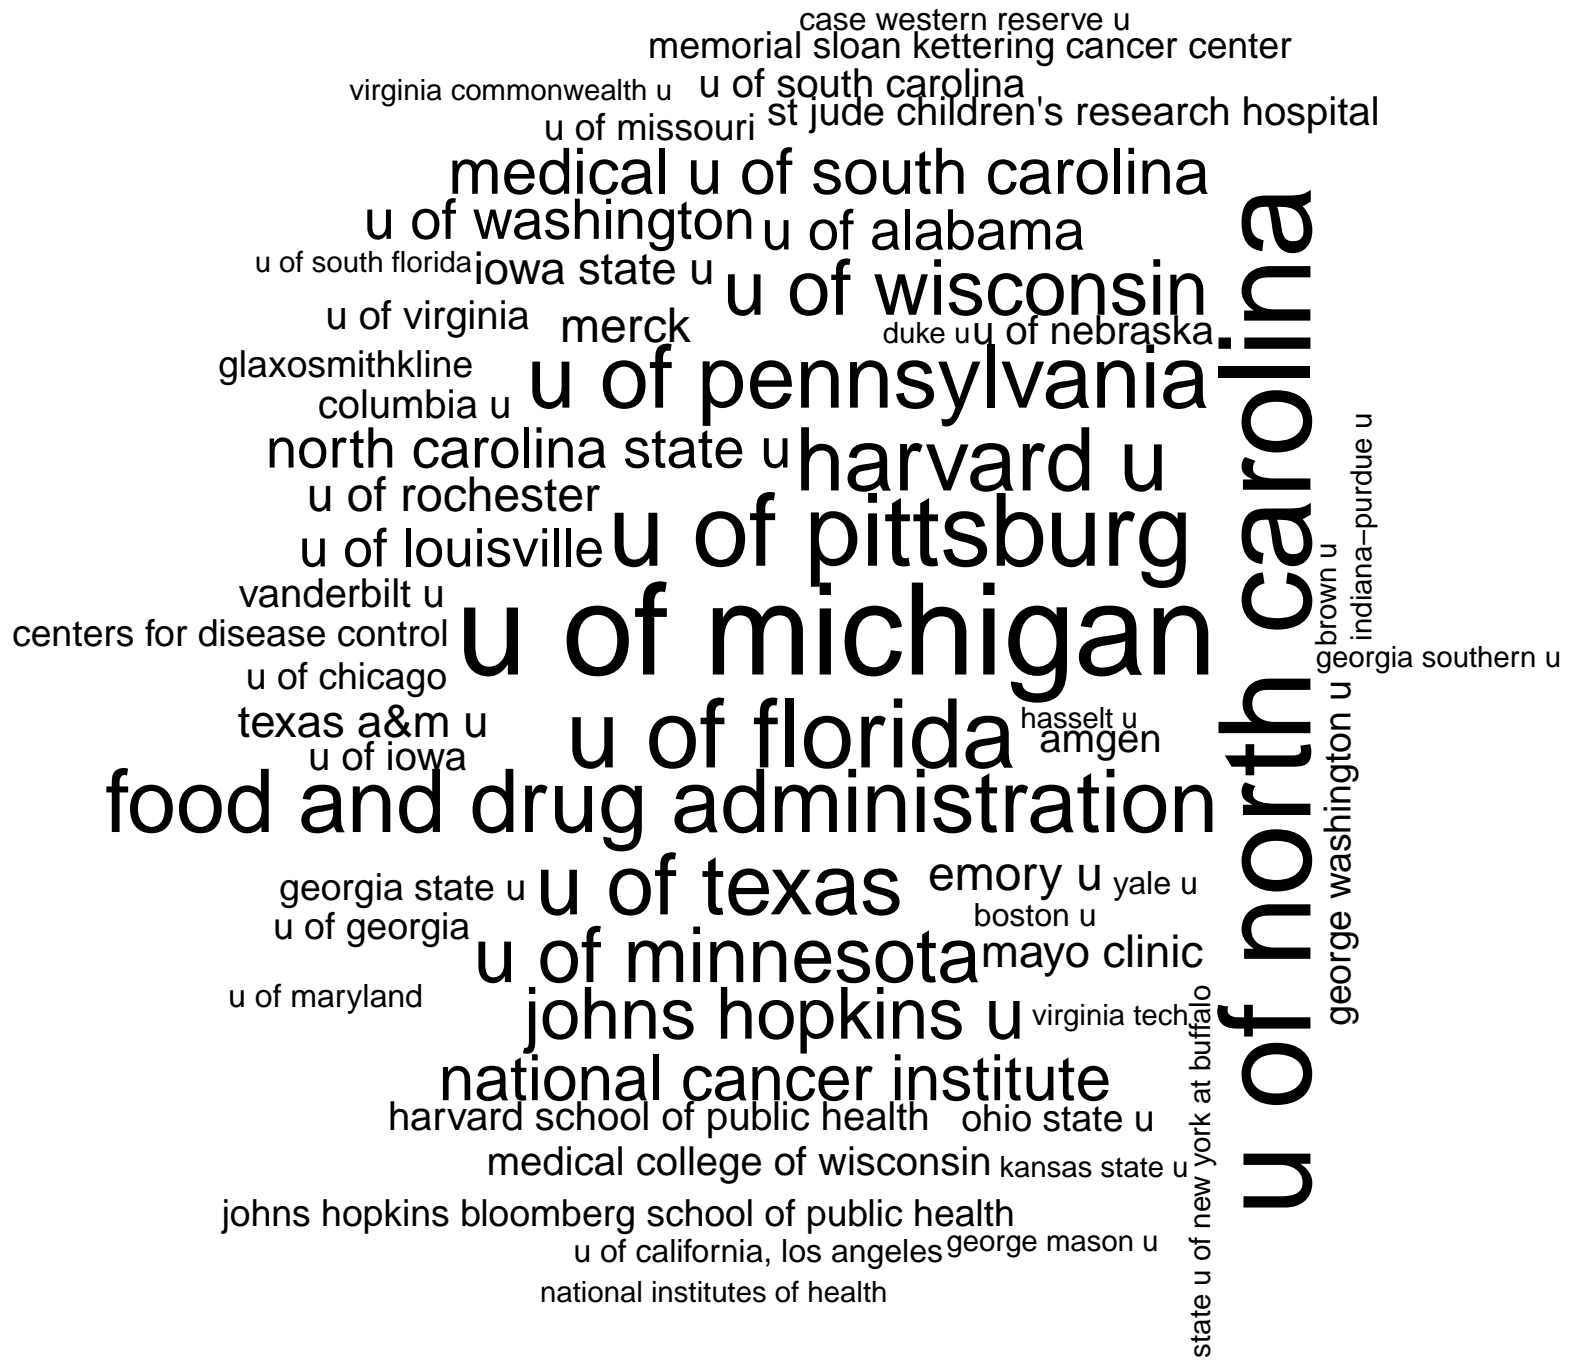 case western reserve u
memorial sloan kettering cancer center
virginia commonwealth u
u of south carolina
u of missouri
st jude children's research hospital
medical u of south carolina
u of washington
u of alabama
u of south florida
iowa state u
u of wisconsin
u of virginia
merck
duke u
u of nebraska
glaxosmithkline
u of pennsylvania
columbia u
north carolina state u
harvard u
u of rochester
u of pittsburg
u of louisville
vanderbilt u
centers for disease control
u of michigan
u of chicago
texas a&m u
u of florida
hasselt u
amgen
u of iowa
food and drug administration
georgia state u
u of texas
emory u
yale u
u of georgia
boston u
u of minnesota
mayo clinic
u of maryland
johns hopkins u
virginia tech
national cancer institute
harvard school of public health
ohio state u
medical college of wisconsin
kansas state u
johns hopkins bloomberg school of public health
u of california, los angeles
george mason u
national institutes of health
state u of new york at buffalo
u of north carolina
brown u
indiana−purdue u
georgia southern u
george washington u